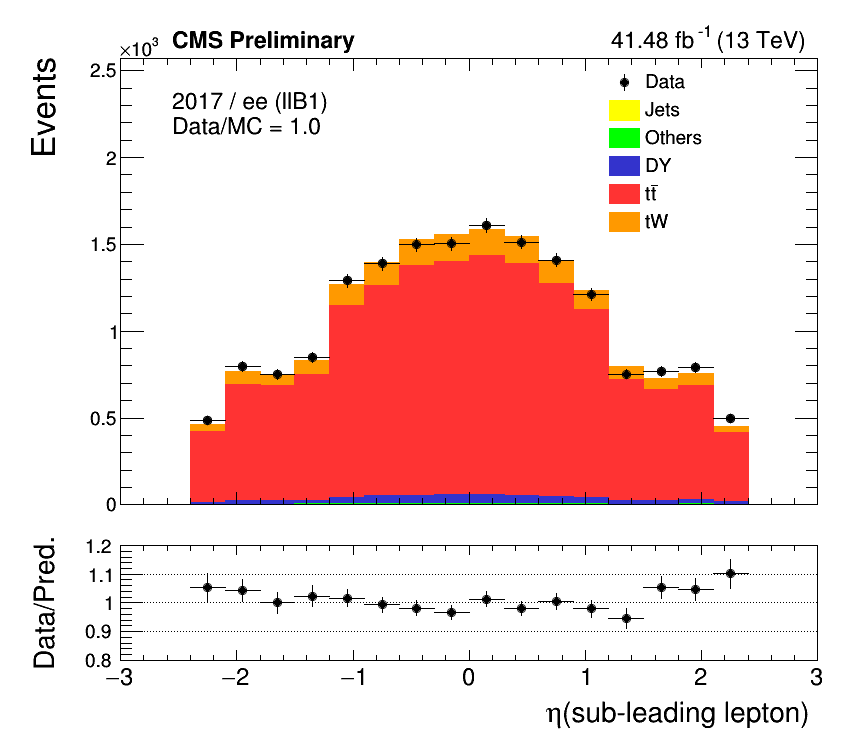 ×10³
CMS Preliminary
41.48 fb⁻¹ (13 TeV)
Events
2017 / ee (llB1)
Data/MC = 1.0
Data
Jets
Others
DY
tt̄
tW
2.5
2
1.5
1
0.5
0
Data/Pred.
1.2
1.1
1
0.9
0.8
−3 −2 −1 0 1 2 3
η(sub-leading lepton)